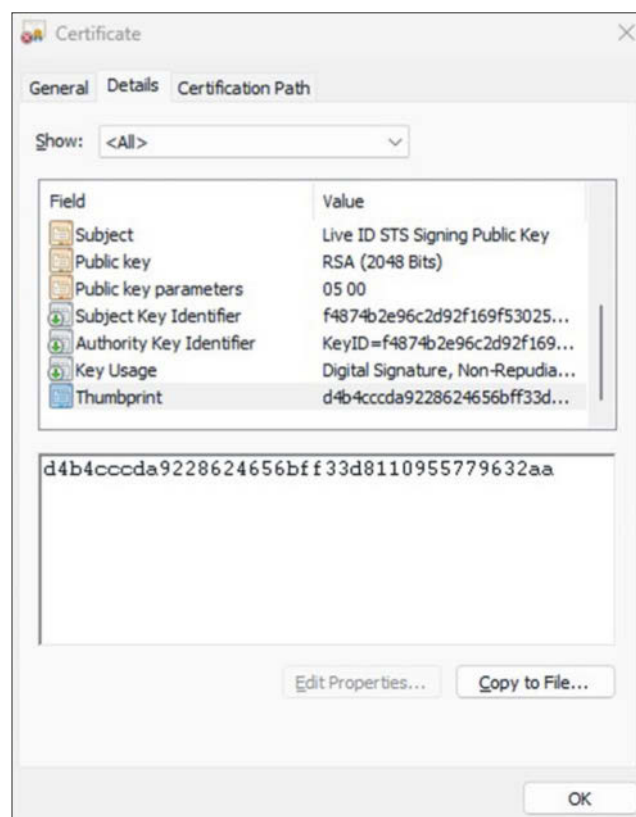 Certificate
General Details Certification Path
Show: <All>
Field Value
Subject Live ID STS Signing Public Key
Public key RSA (2048 Bits)
Public key parameters 05 00
Subject Key Identifier f4874b2e96c2d92f169f53025...
Authority Key Identifier KeyID=f4874b2e96c2d92f169...
Key Usage Digital Signature, Non-Repudia...
Thumbprint d4b4cccda9228624656bff33d...
d4b4cccda9228624656bff33d8110955779632aa
Edit Properties... Copy to File...
OK